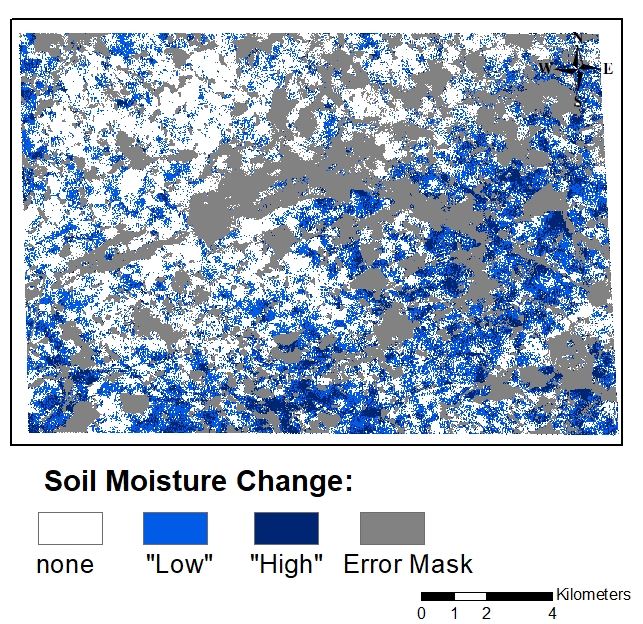 N
W E
S
Soil Moisture Change:
none "Low" "High" Error Mask
Kilometers
0 1 2 4